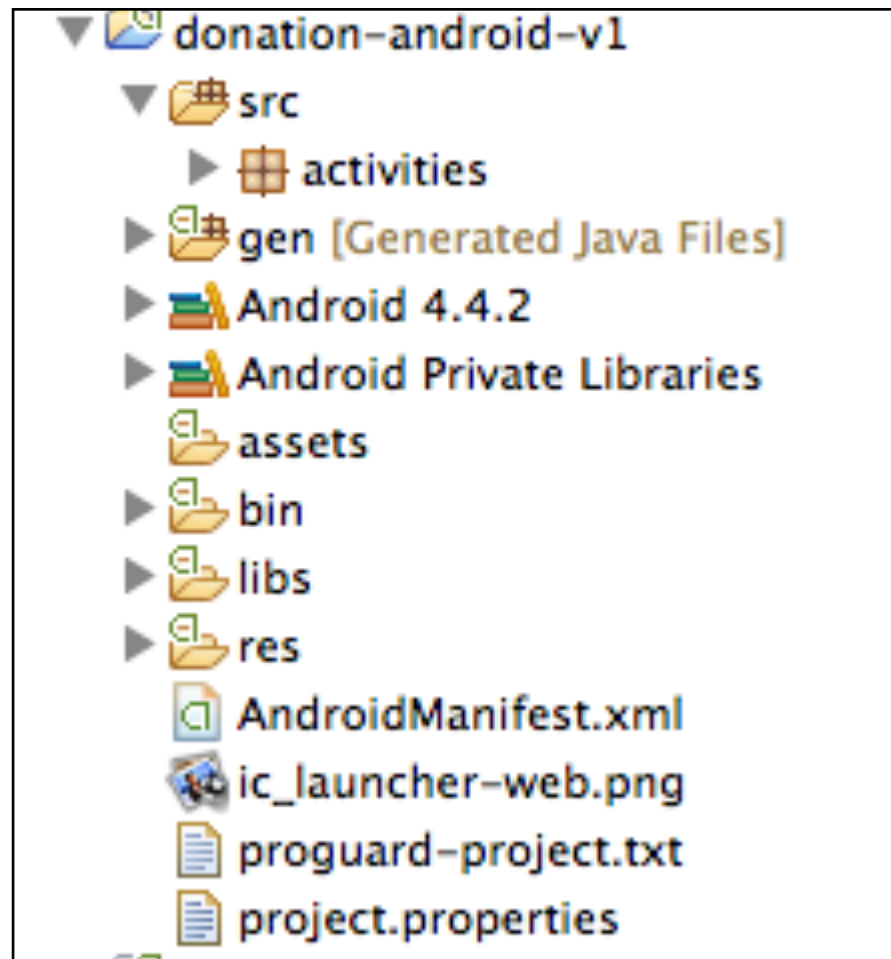 donation-android-v1
src
activities
gen [Generated Java Files]
Android 4.4.2
Android Private Libraries
assets
bin
libs
res
AndroidManifest.xml
ic_launcher-web.png
proguard-project.txt
project.properties